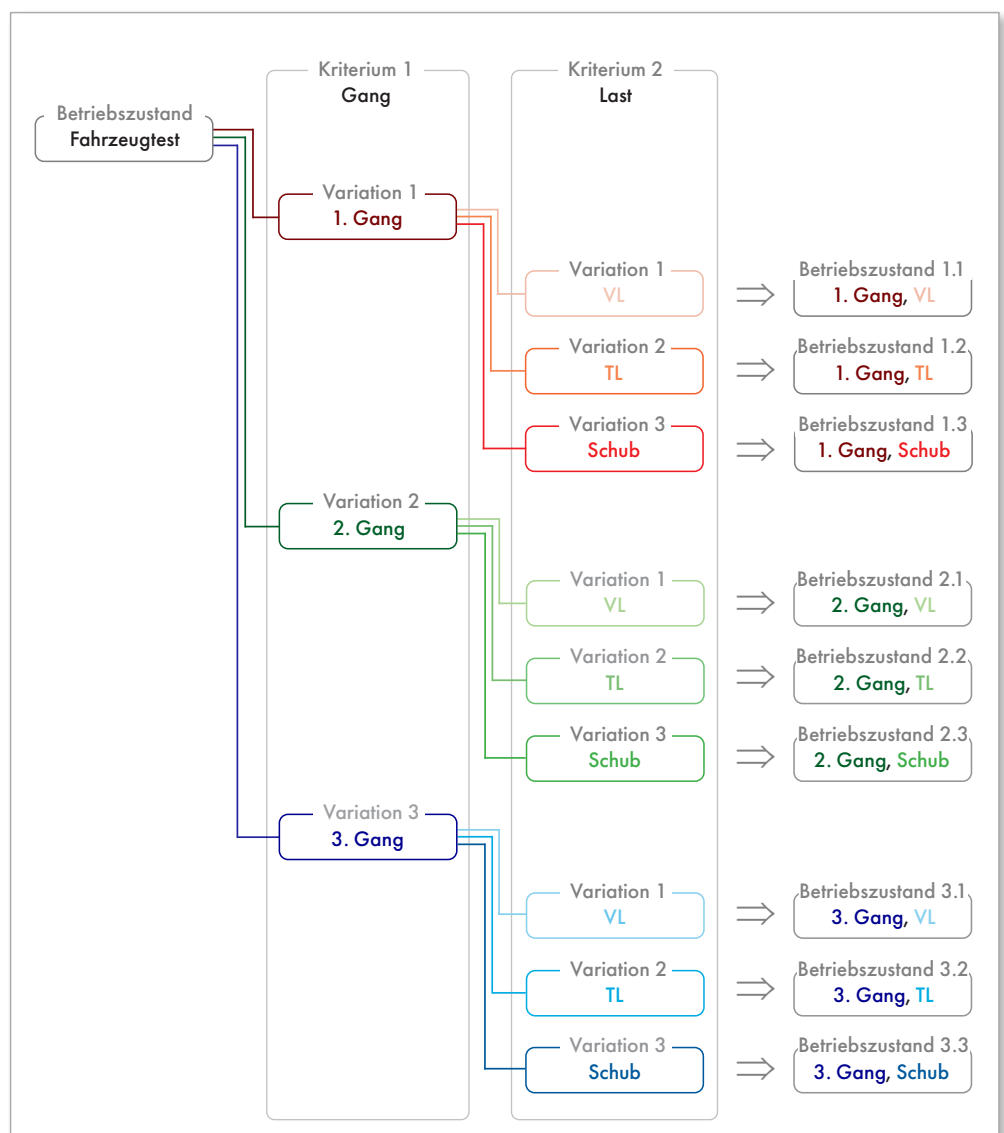 Kriterium 1
Gang
Kriterium 2
Last
Betriebszustand
Fahrzeugtest
Variation 1
1. Gang
Variation 1
VL
Betriebszustand 1.1
1. Gang, VL
Variation 2
TL
Betriebszustand 1.2
1. Gang, TL
Variation 3
Schub
Betriebszustand 1.3
1. Gang, Schub
Variation 2
2. Gang
Variation 1
VL
Betriebszustand 2.1
2. Gang, VL
Variation 2
TL
Betriebszustand 2.2
2. Gang, TL
Variation 3
Schub
Betriebszustand 2.3
2. Gang, Schub
Variation 3
3. Gang
Variation 1
VL
Betriebszustand 3.1
3. Gang, VL
Variation 2
TL
Betriebszustand 3.2
3. Gang, TL
Variation 3
Schub
Betriebszustand 3.3
3. Gang, Schub